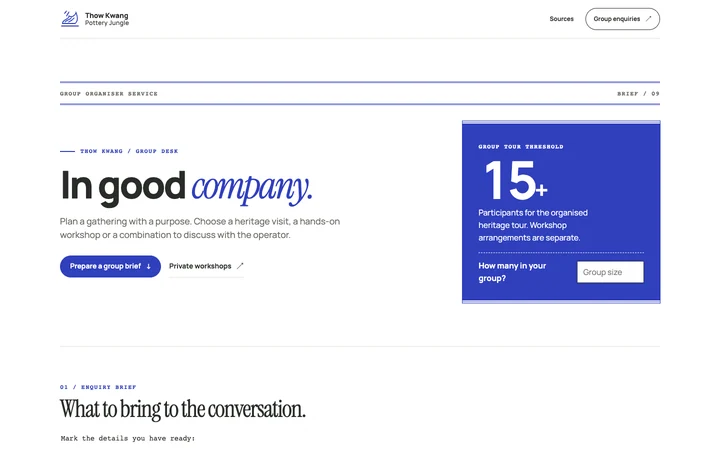 Thow Kwang
Pottery Jungle
Sources
Group enquiries ↗
GROUP ORGANISER SERVICE
BRIEF / 09
THOW KWANG / GROUP DESK
In good company.
Plan a gathering with a purpose. Choose a heritage visit, a hands-on
workshop or a combination to discuss with the operator.
Prepare a group brief ↓
Private workshops ↗
GROUP TOUR THRESHOLD
15+
Participants for the organised
heritage tour. Workshop
arrangements are separate.
How many in your
group?
Group size
01 / ENQUIRY BRIEF
What to bring to the conversation.
Mark the details you have ready: